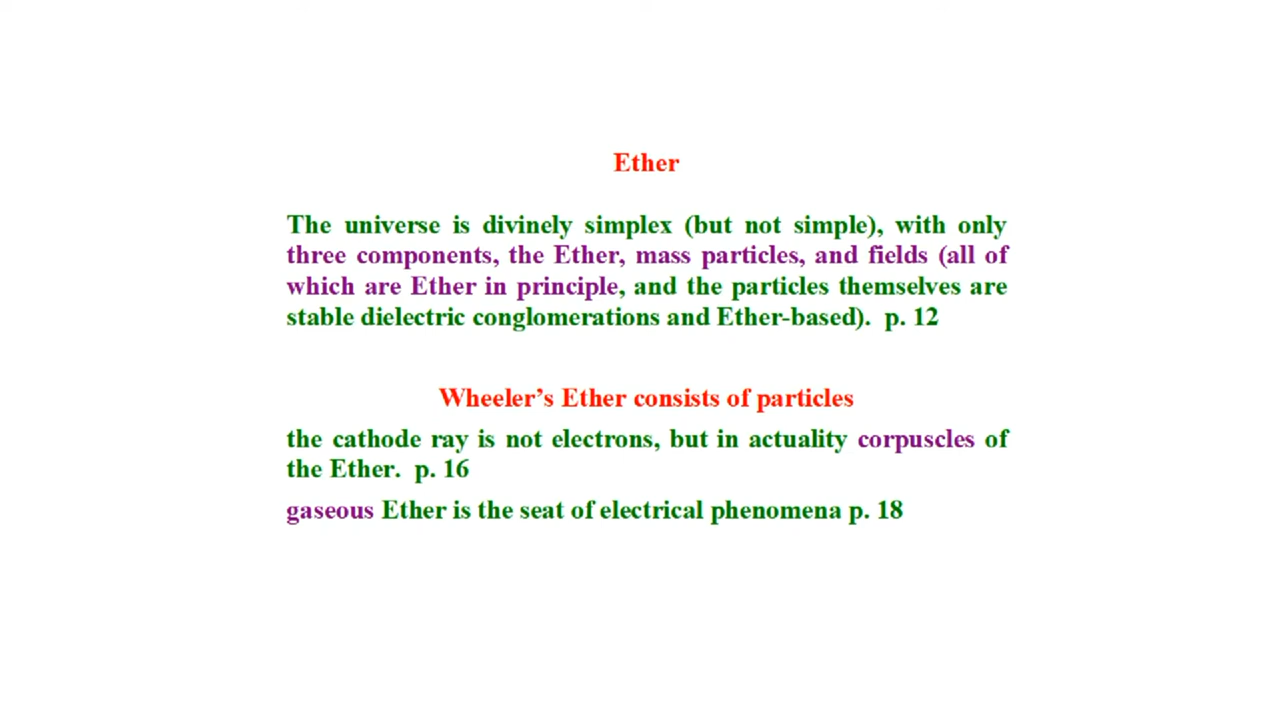 Ether
The universe is divinely simplex (but not simple), with only
three components, the Ether, mass particles, and fields (all of
which are Ether in principle, and the particles themselves are
stable dielectric conglomerations and Ether-based).  p. 12
Wheeler’s Ether consists of particles
the cathode ray is not electrons, but in actuality corpuscles of
the Ether.  p. 16
gaseous Ether is the seat of electrical phenomena p. 18